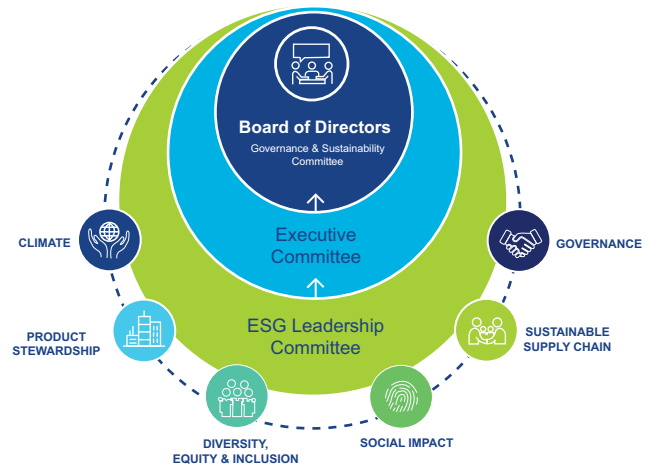 Board of Directors
Governance & Sustainability
Committee
Executive
Committee
ESG Leadership
Committee
CLIMATE
PRODUCT
STEWARDSHIP
DIVERSITY,
EQUITY & INCLUSION
SOCIAL IMPACT
SUSTAINABLE
SUPPLY CHAIN
GOVERNANCE